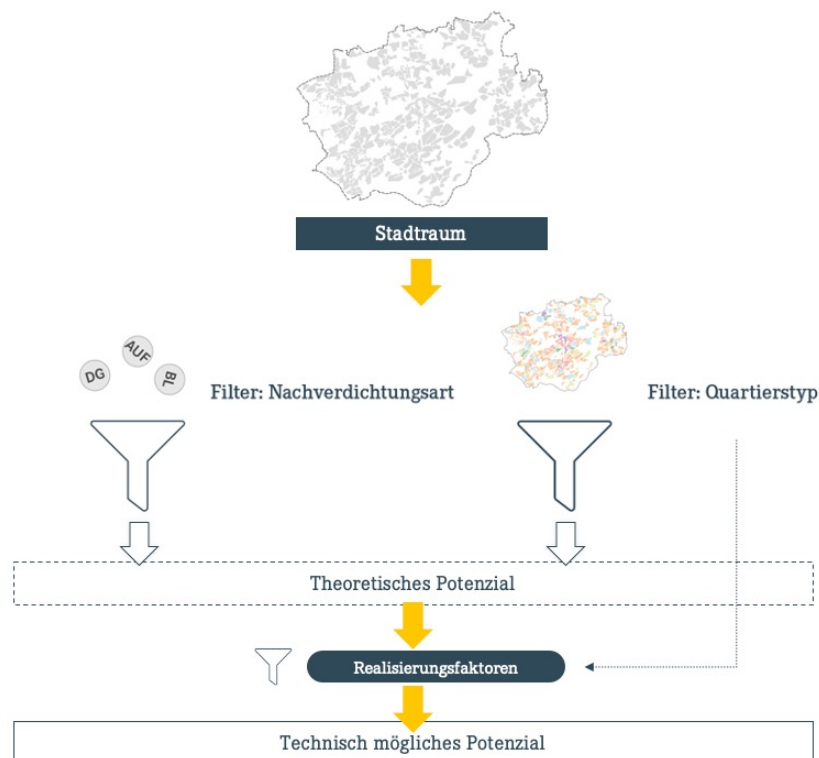 Stadtraum
DG
AUF
BL
Filter: Nachverdichtungsart
Filter: Quartierstyp
Theoretisches Potenzial
Realisierungsfaktoren
Technisch mögliches Potenzial